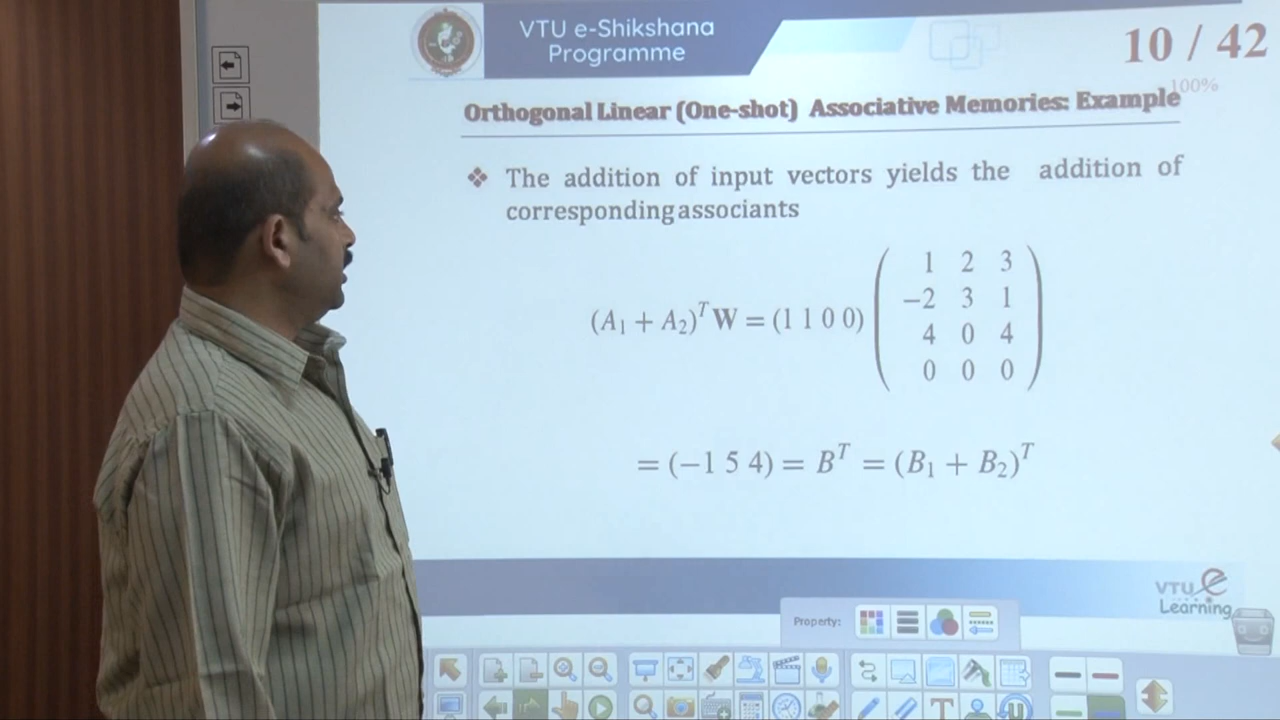 VTU e-Shikshana
Programme
10 / 42
100%
Orthogonal Linear (One-shot) Associative Memories: Example
❖ The addition of input vectors yields the addition of
corresponding associants
(A₁ + A₂)ᵀ W = (1 1 0 0)
1 2 3
−2 3 1
4 0 4
0 0 0
= (−1 5 4) = Bᵀ = (B₁ + B₂)ᵀ
VTU e
Learning
Property: